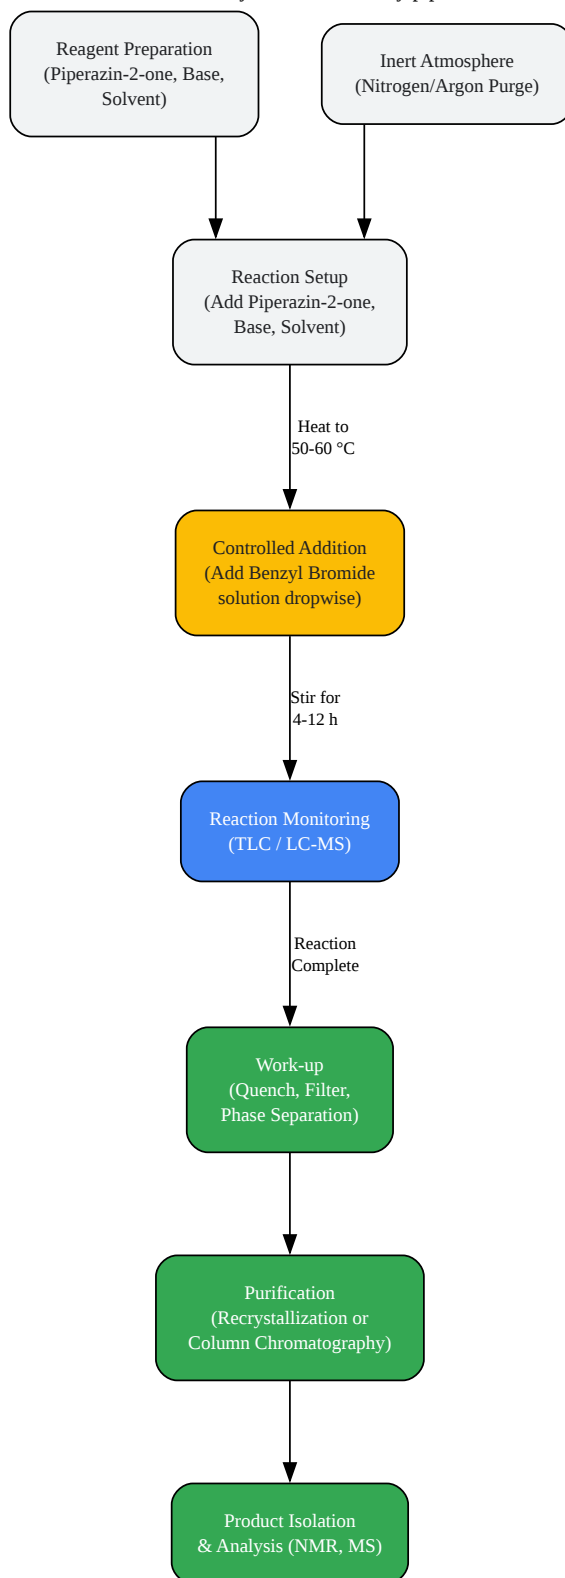 Reagent Preparation
(Piperazin-2-one, Base,
Solvent)
Inert Atmosphere
(Nitrogen/Argon Purge)
Reaction Setup
(Add Piperazin-2-one,
Base, Solvent)
Heat to
50-60 °C
Controlled Addition
(Add Benzyl Bromide
solution dropwise)
Stir for
4-12 h
Reaction Monitoring
(TLC / LC-MS)
Reaction
Complete
Work-up
(Quench, Filter,
Phase Separation)
Purification
(Recrystallization or
Column Chromatography)
Product Isolation
& Analysis (NMR, MS)